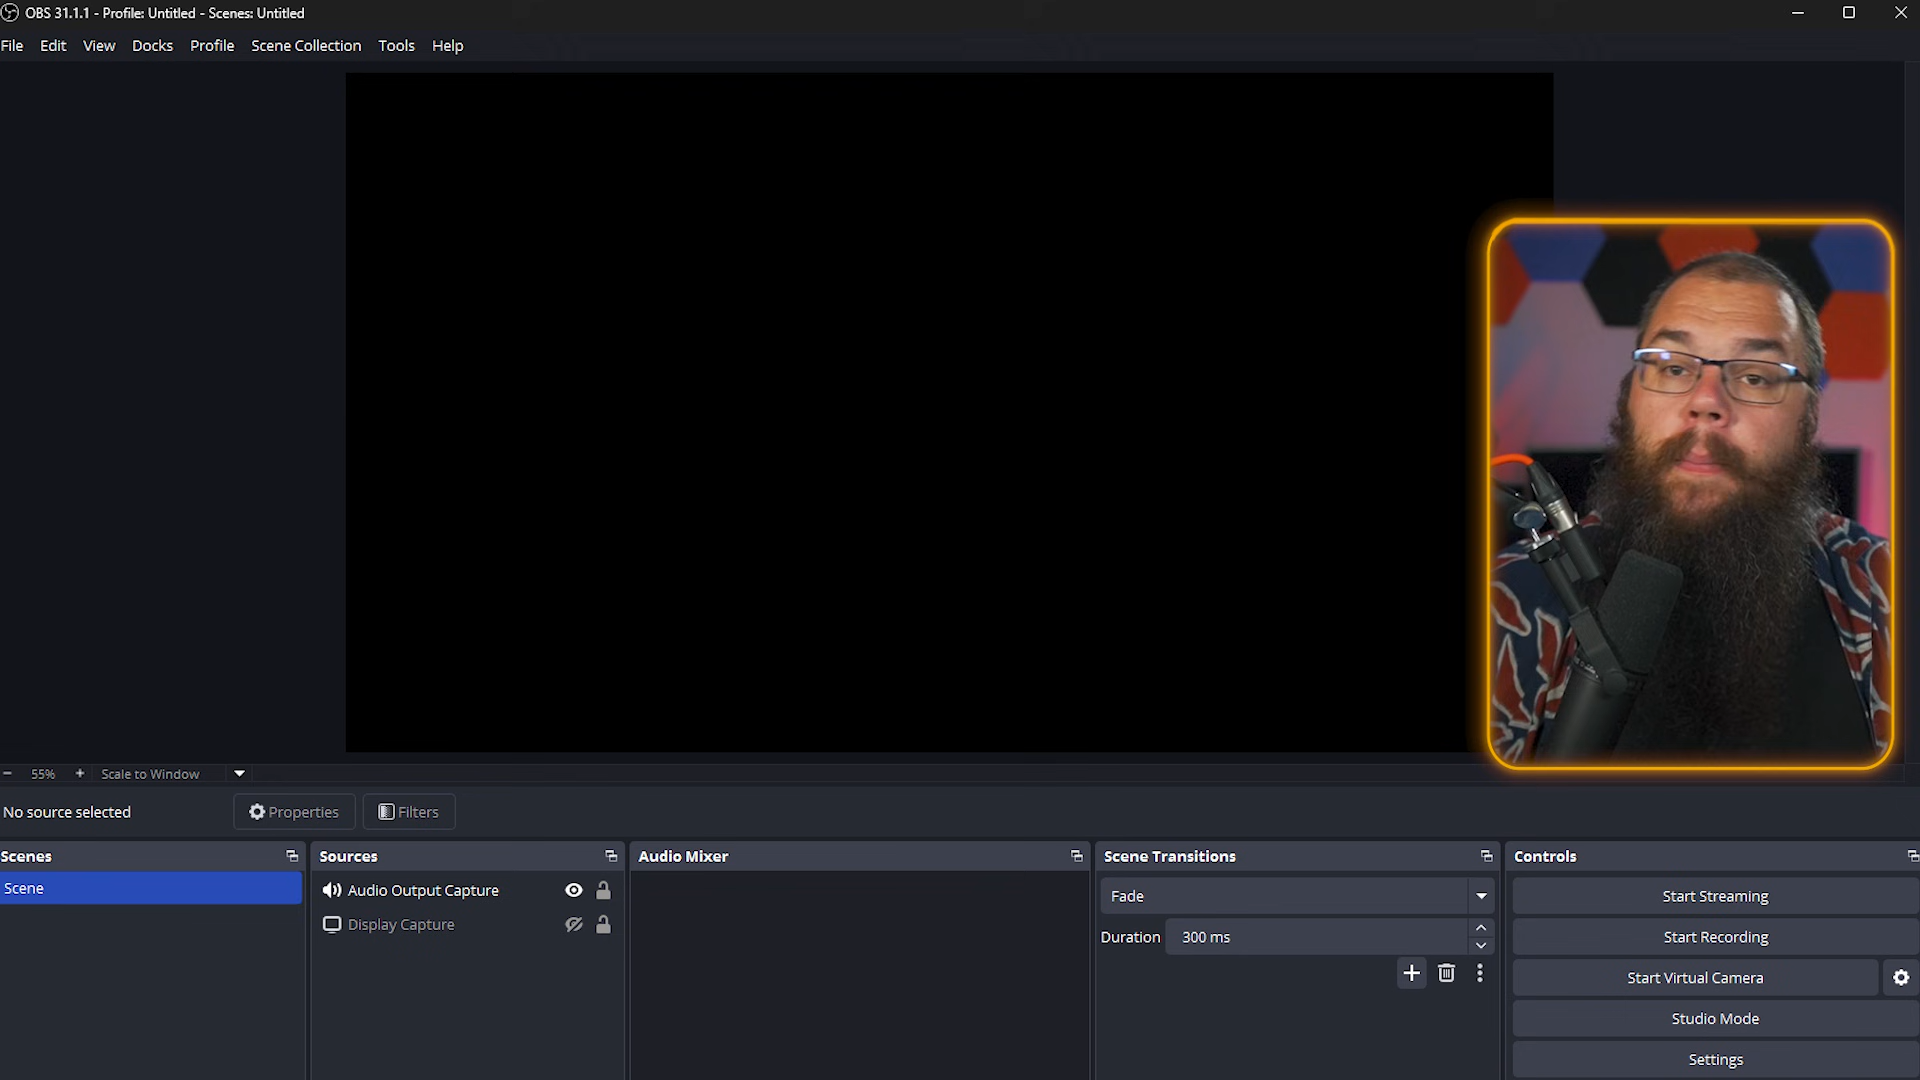 OBS 31.1.1 - Profile: Untitled - Scenes: Untitled
File Edit View Docks Profile Scene Collection Tools Help
55% Scale to Window
No source selected Properties Filters
Scenes
Scene
Sources
Audio Output Capture
Display Capture
Audio Mixer
Scene Transitions
Fade
Duration 300 ms
Controls
Start Streaming
Start Recording
Start Virtual Camera
Studio Mode
Settings